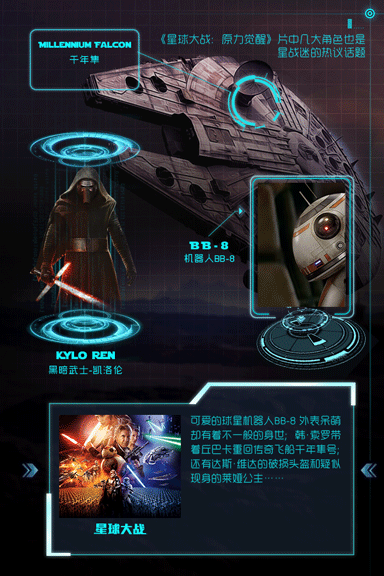 《星球大战：原力觉醒》片中几大角色也是
星战迷的热议话题
MILLENNIUM FALCON
千年隼
BB-8
机器人BB-8
KYLO REN
黑暗武士-凯洛伦
可爱的球星机器人BB-8 外表呆萌
却有着不一般的身世；韩·索罗带
着丘巴卡重回传奇飞船千年隼号；
还有达斯·维达的破损头盔和疑似
现身的莱娅公主……
星球大战